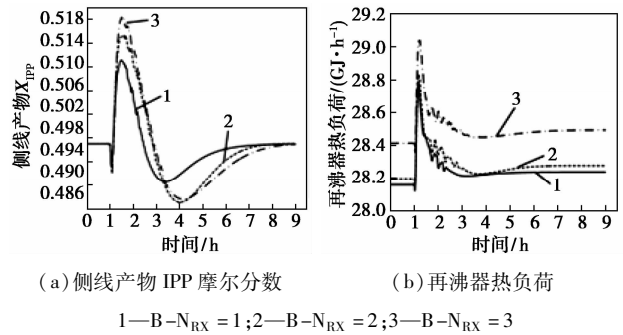 0.518
0.518
0.510
0.502
0.498
0.494
0.486
侧线产物X_IPP
0 1 2 3 4 5 6 7 8 9
时间/h
3
1
2
29.2
29.0
28.8
28.6
28.4
28.2
28.0
再沸器热负荷/(GJ·h⁻¹)
0 1 2 3 4 5 6 7 8 9
时间/h
3
2
1
(a)侧线产物 IPP 摩尔分数
(b)再沸器热负荷
1—B-N_RX = 1;2—B-N_RX = 2;3—B-N_RX = 3